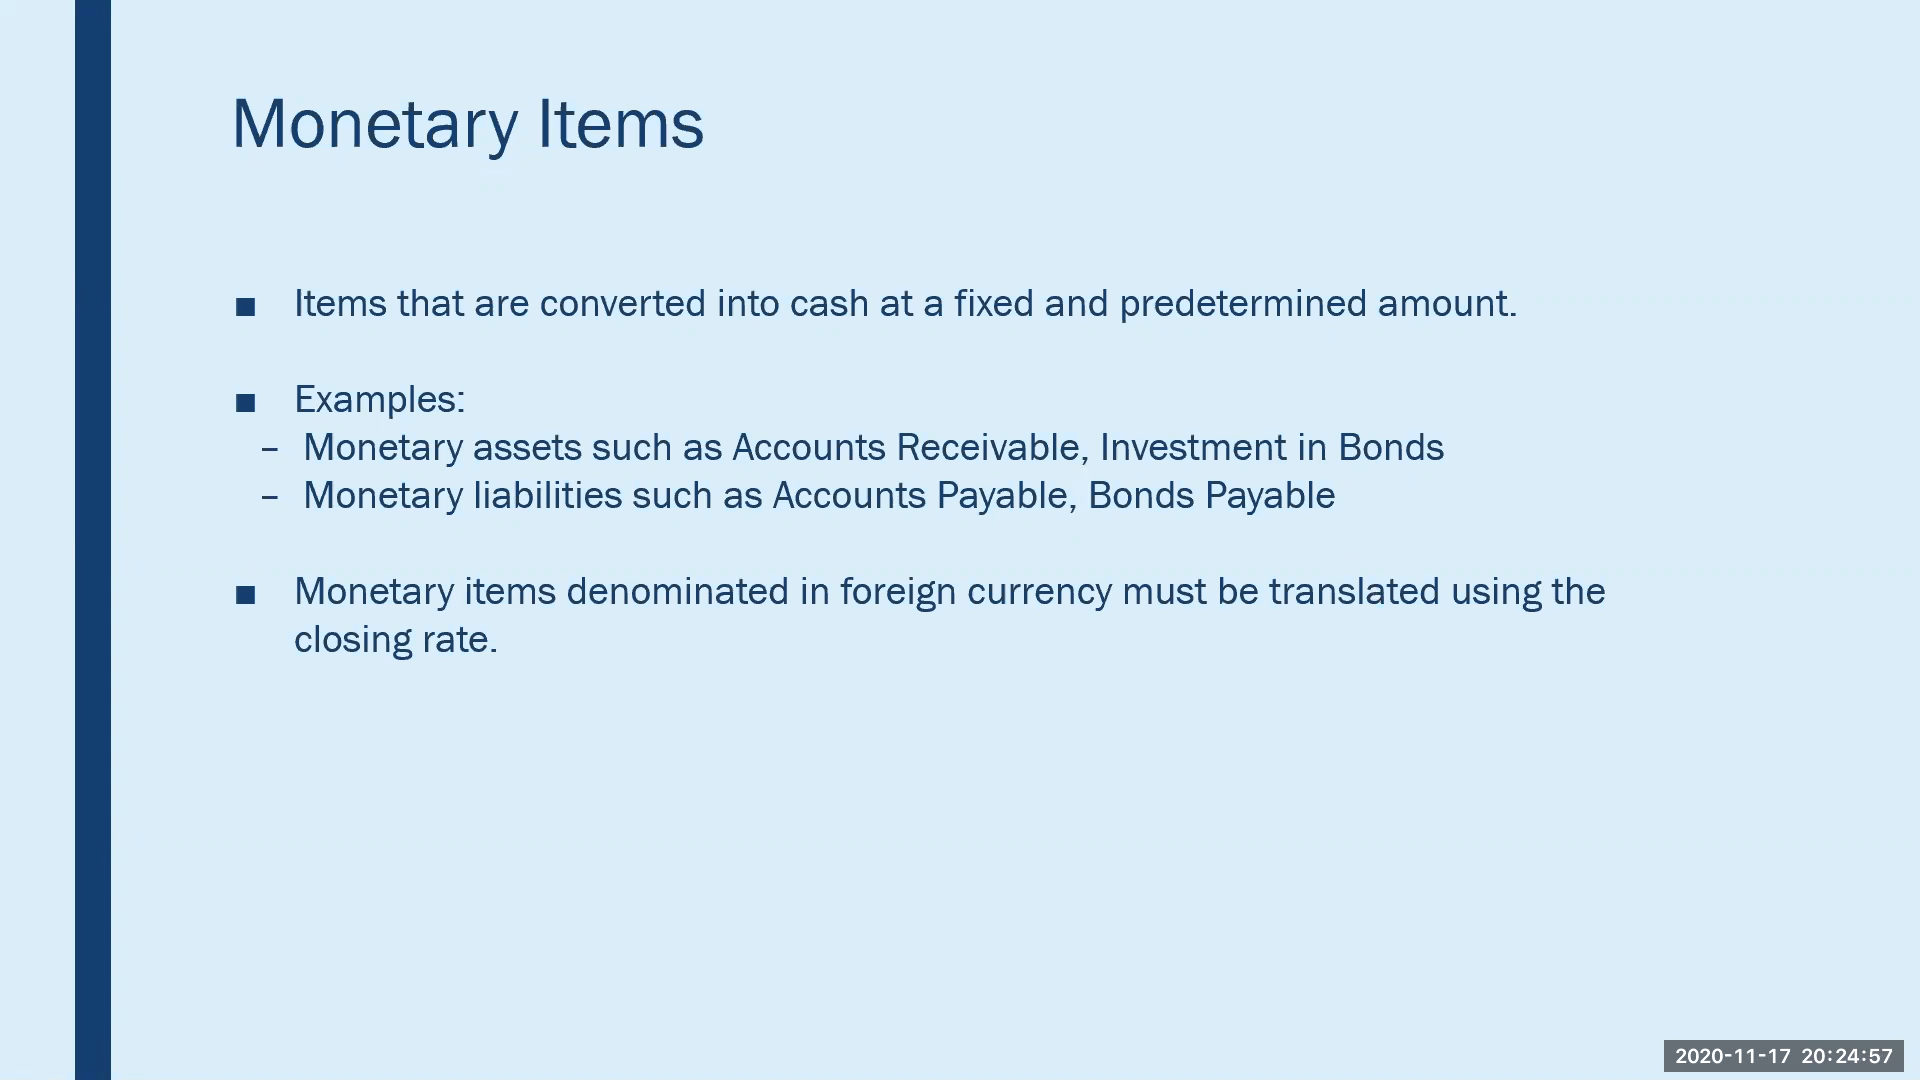 Monetary Items
■ Items that are converted into cash at a fixed and predetermined amount.
■ Examples:
– Monetary assets such as Accounts Receivable, Investment in Bonds
– Monetary liabilities such as Accounts Payable, Bonds Payable
■ Monetary items denominated in foreign currency must be translated using the
closing rate.
2020-11-17 20:24:57